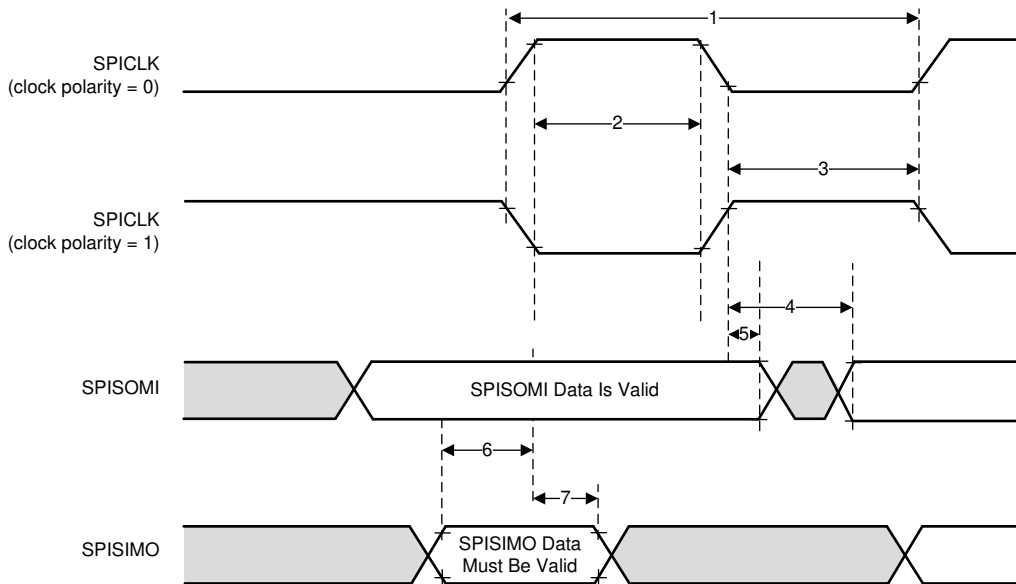 1
SPICLK
(clock polarity = 0)
2
3
SPICLK
(clock polarity = 1)
4
5
SPISOMI
SPISOMI Data Is Valid
6
7
SPISIMO
SPISIMO Data
Must Be Valid